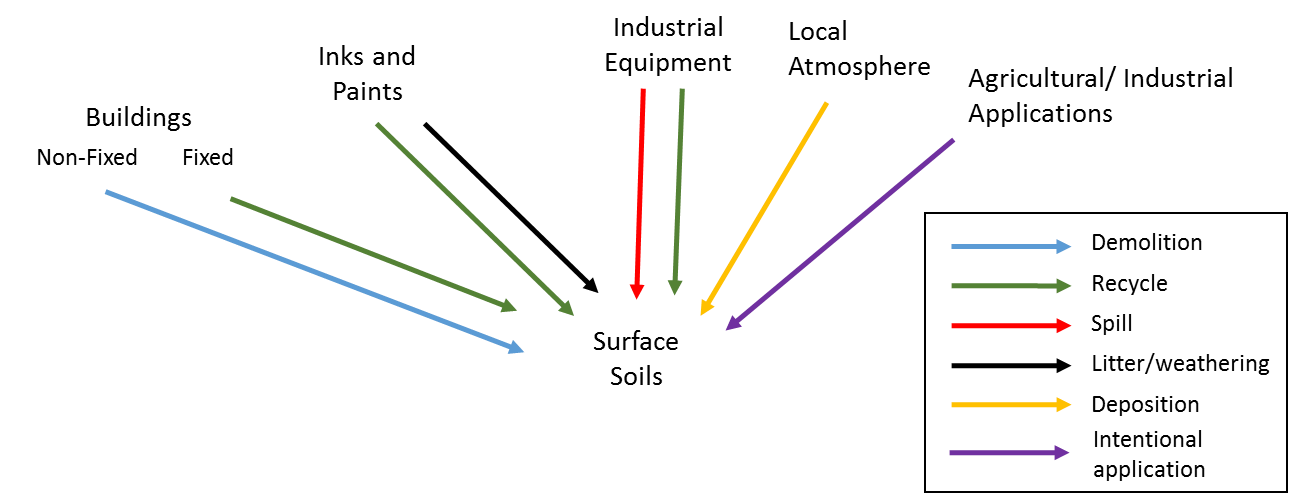 Buildings
Non-Fixed Fixed
Inks and
Paints
Industrial
Equipment
Local
Atmosphere
Agricultural/ Industrial
Applications
Surface
Soils
Demolition
Recycle
Spill
Litter/weathering
Deposition
Intentional
application